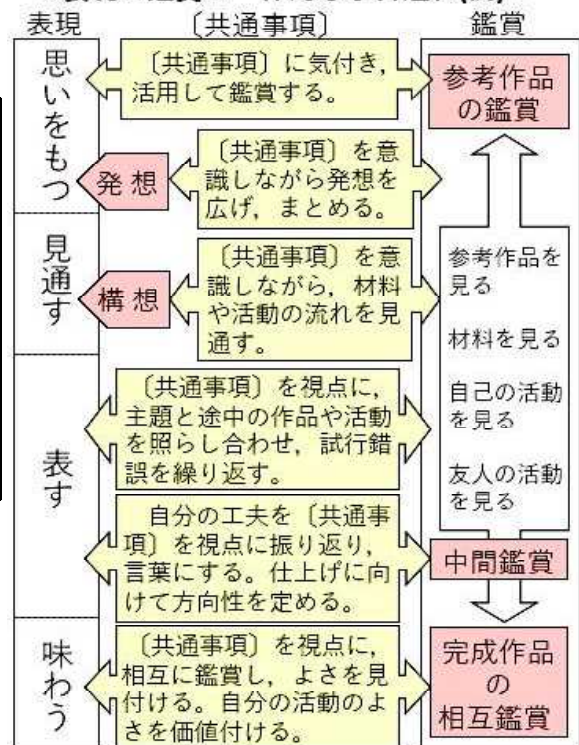 表現 〔共通事項〕 鑑賞
思いをもつ
〔共通事項〕に気付き，
活用して鑑賞する。
参考作品
の鑑賞
発想
〔共通事項〕を意
識しながら発想を
広げ，まとめる。
見通す
構想
〔共通事項〕を意
識しながら，材料
や活動の流れを見
通す。
参考作品を
見る
材料を見る
自己の活動
を見る
友人の活動
を見る
表す
〔共通事項〕を視点に，
主題と途中の作品や活動
を照らし合わせ，試行錯
誤を繰り返す。
自分の工夫を〔共通事
項〕を視点に振り返り，
言葉にする。仕上げに向
けて方向性を定める。
中間鑑賞
味わう
〔共通事項〕を視点に，
相互に鑑賞し，よさを見
付ける。自分の活動のよ
さを価値付ける。
完成作品
の
相互鑑賞